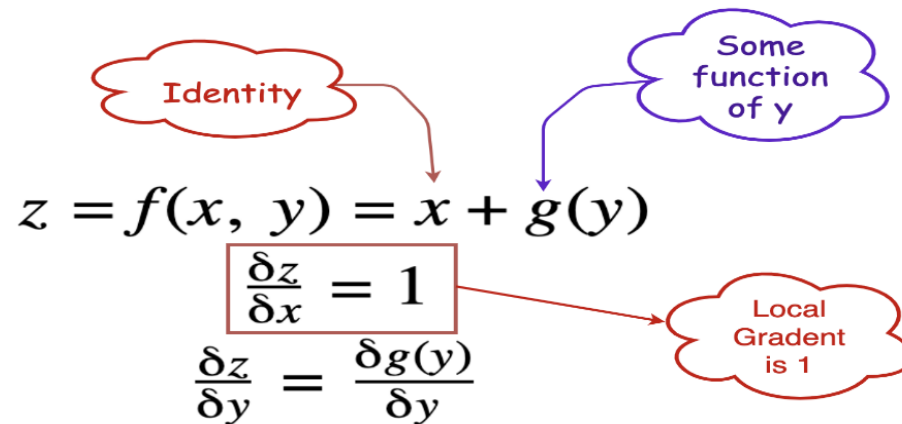 Identity
Some
function
of y
z = f(x, y) = x + g(y)
δz/δx = 1
Local
Gradent
is 1
δz/δy = δg(y)/δy